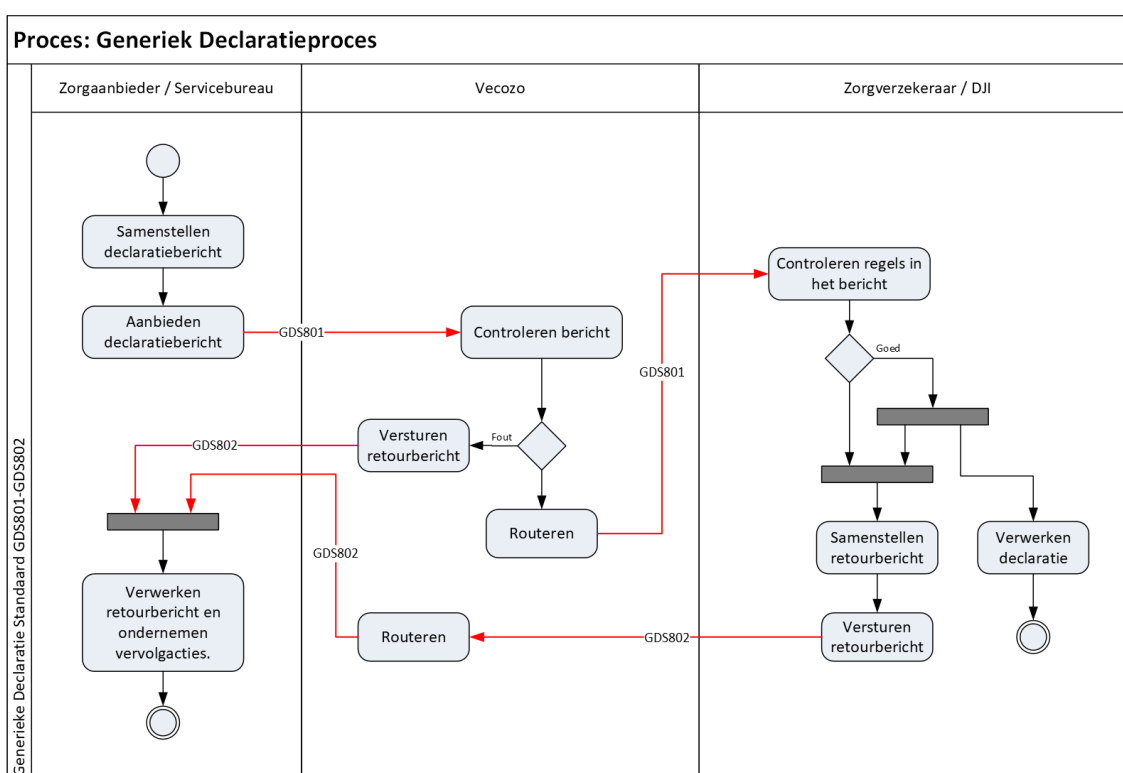 Proces: Generiek Declaratieproces
Generieke Declaratie Standaard GDS801-GDS802
Zorgaanbieder / Servicebureau
Vecozo
Zorgverzekeraar / DJI
Samenstellen
declaratiebericht
Aanbieden
declaratiebericht
GDS801
Controleren bericht
Fout
Versturen
retourbericht
GDS802
Routeren
GDS801
Controleren regels in
het bericht
Goed
Samenstellen
retourbericht
Verwerken
declaratie
Versturen
retourbericht
GDS802
Routeren
GDS802
Verwerken
retourbericht en
ondernemen
vervolgacties.